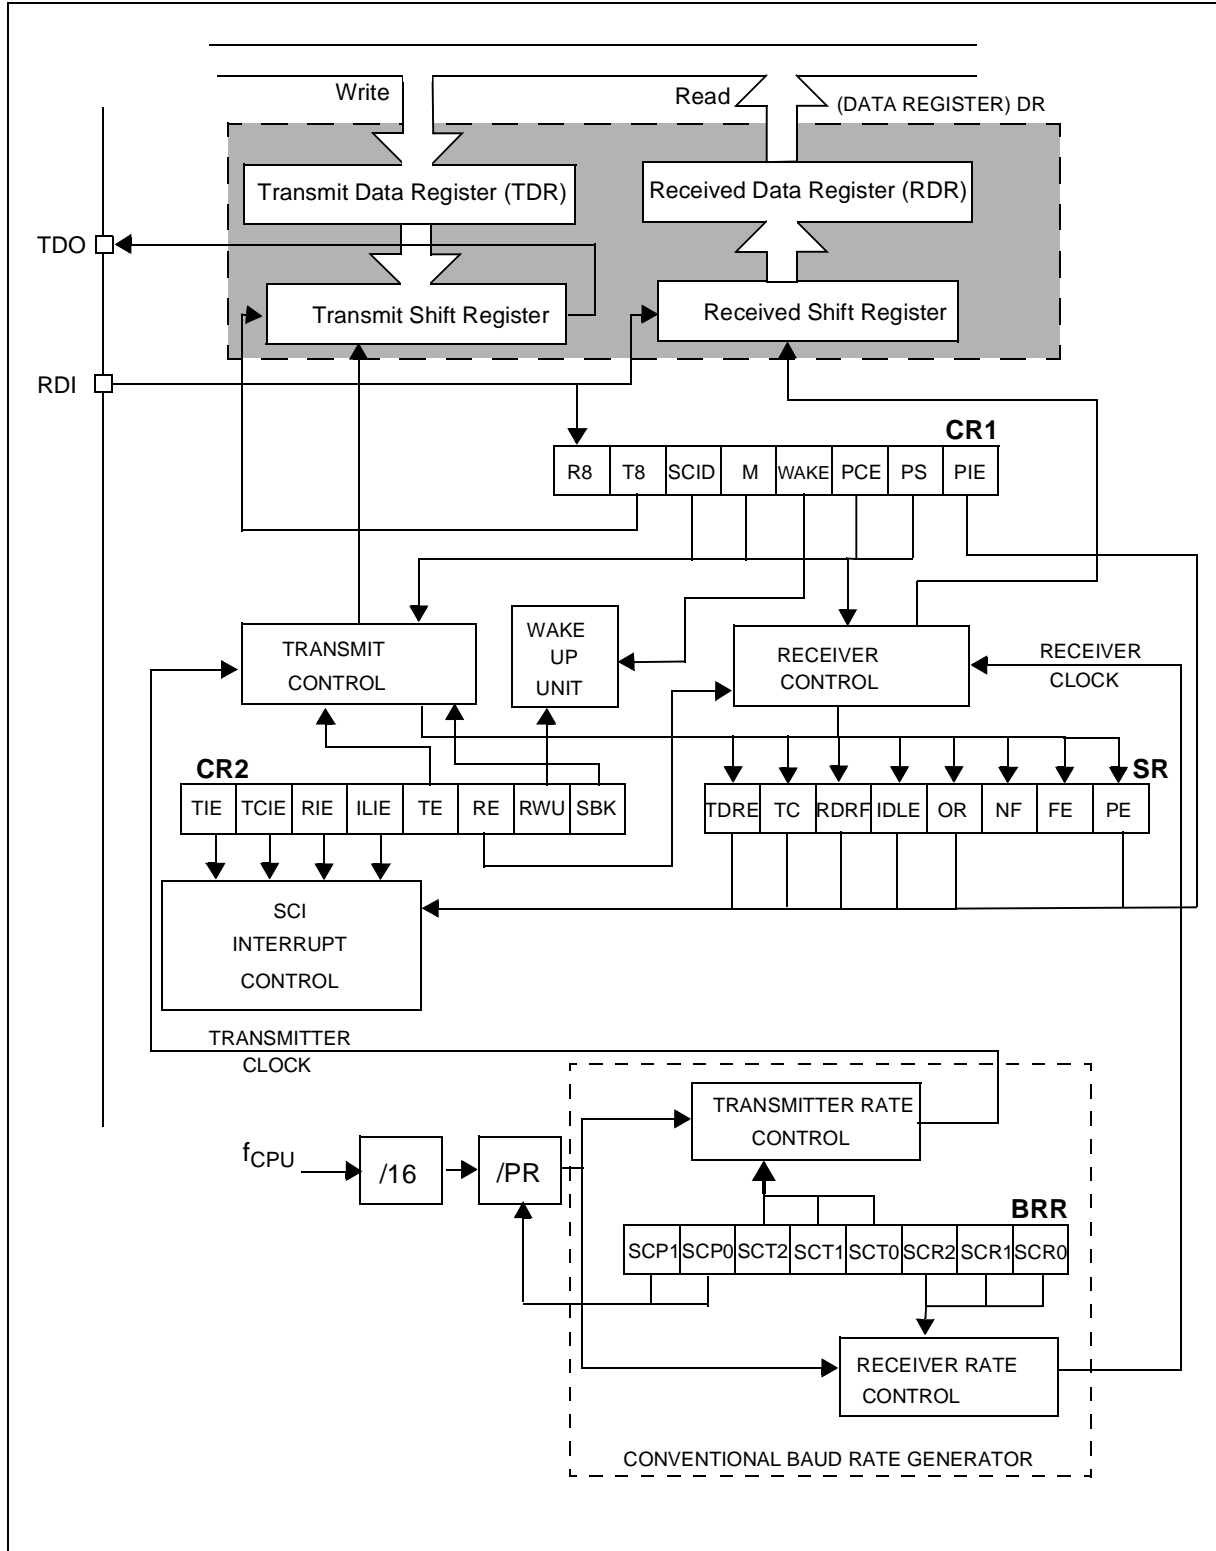 Write
Read
(DATA REGISTER) DR
Transmit Data Register (TDR)
Received Data Register (RDR)
TDO
Transmit Shift Register
Received Shift Register
RDI
CR1
R8 T8 SCID M WAKE PCE PS PIE
TRANSMIT
CONTROL
WAKE
UP
UNIT
RECEIVER
CONTROL
RECEIVER
CLOCK
CR2
TIE TCIE RIE ILIE TE RE RWU SBK
SR
TDRE TC RDRF IDLE OR NF FE PE
SCI
INTERRUPT
CONTROL
TRANSMITTER
CLOCK
TRANSMITTER RATE
CONTROL
fCPU
/16
/PR
BRR
SCP1 SCP0 SCT2 SCT1 SCT0 SCR2 SCR1 SCR0
RECEIVER RATE
CONTROL
CONVENTIONAL BAUD RATE GENERATOR